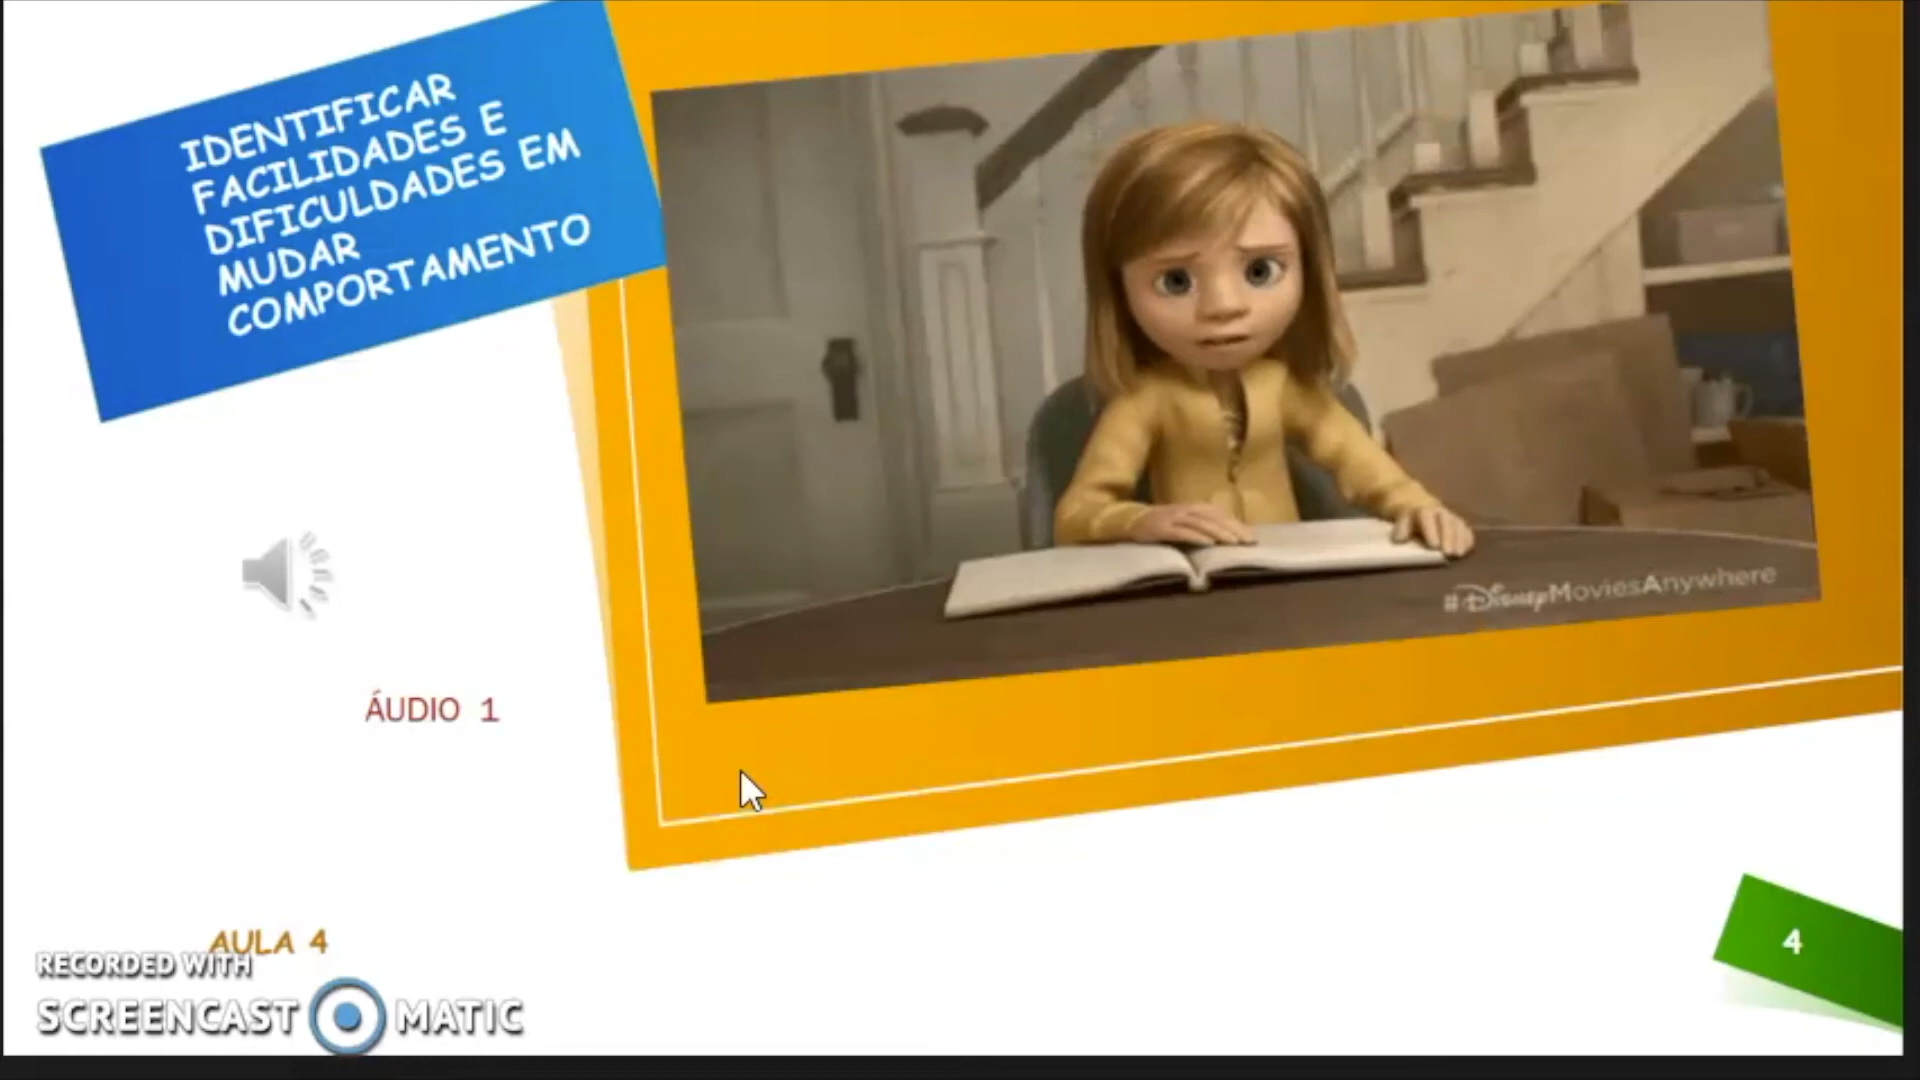 IDENTIFICAR
FACILIDADES E
DIFICULDADES EM
MUDAR
COMPORTAMENTO
#DisneyMoviesAnywhere
ÁUDIO 1
AULA 4
4
RECORDED WITH
SCREENCAST MATIC